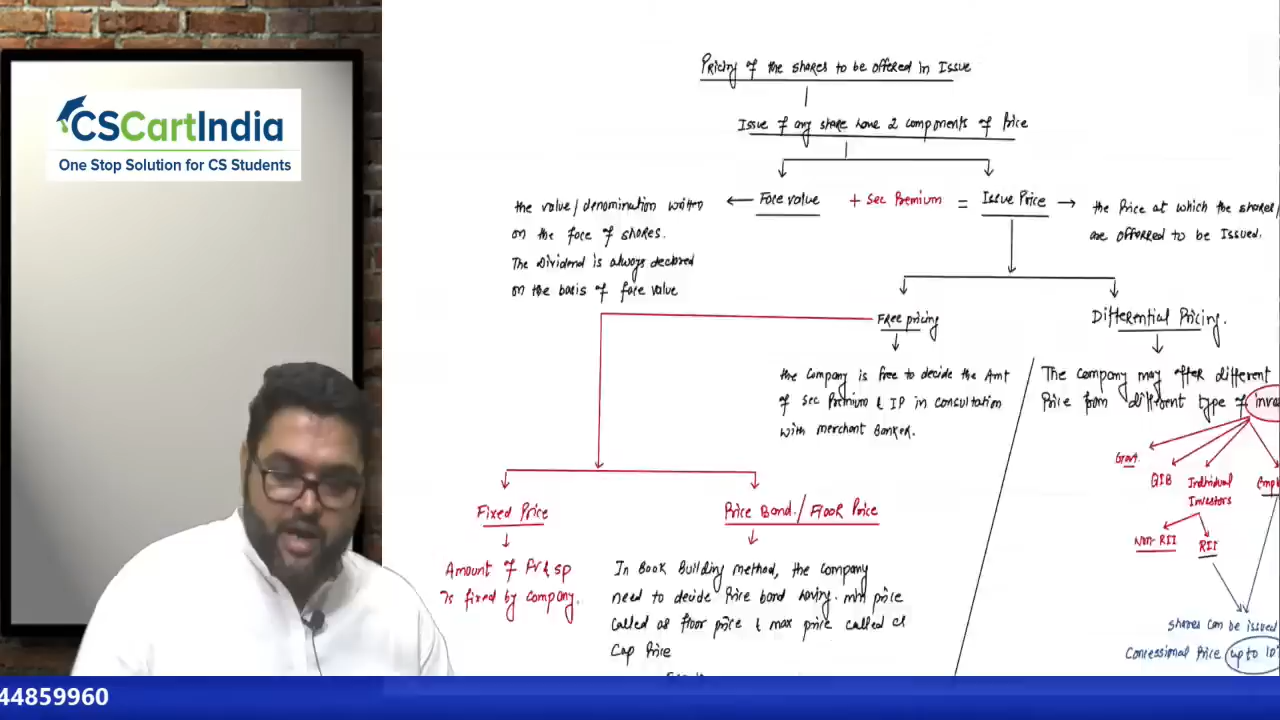 CSCartIndia
One Stop Solution for CS Students
Pricing of the shares to be offered in Issue
Issue of any share have 2 components of Price
Face value + Sec Premium = Issue Price
the value/denomination written
on the face of shares.
The Dividend is always declared
on the basis of face value
the Price at which the shares
are offerred to be Issued.
Free pricing
Differential Pricing.
the Company is free to decide the Amt
of Sec Premium & IP in consultation
with merchant Banker.
The Company may offer different
Price from different type of
Govt.
QIB
Individual
Investors
Non-RII
RII
shares can be issued
Concessional Price up to 10
Fixed Price
Price Band / Floor Price
Amount of FV & SP
is fixed by company.
In Book Building method, the company
need to decide Price band having min price
called as floor price & max price called as
Cap Price
44859960